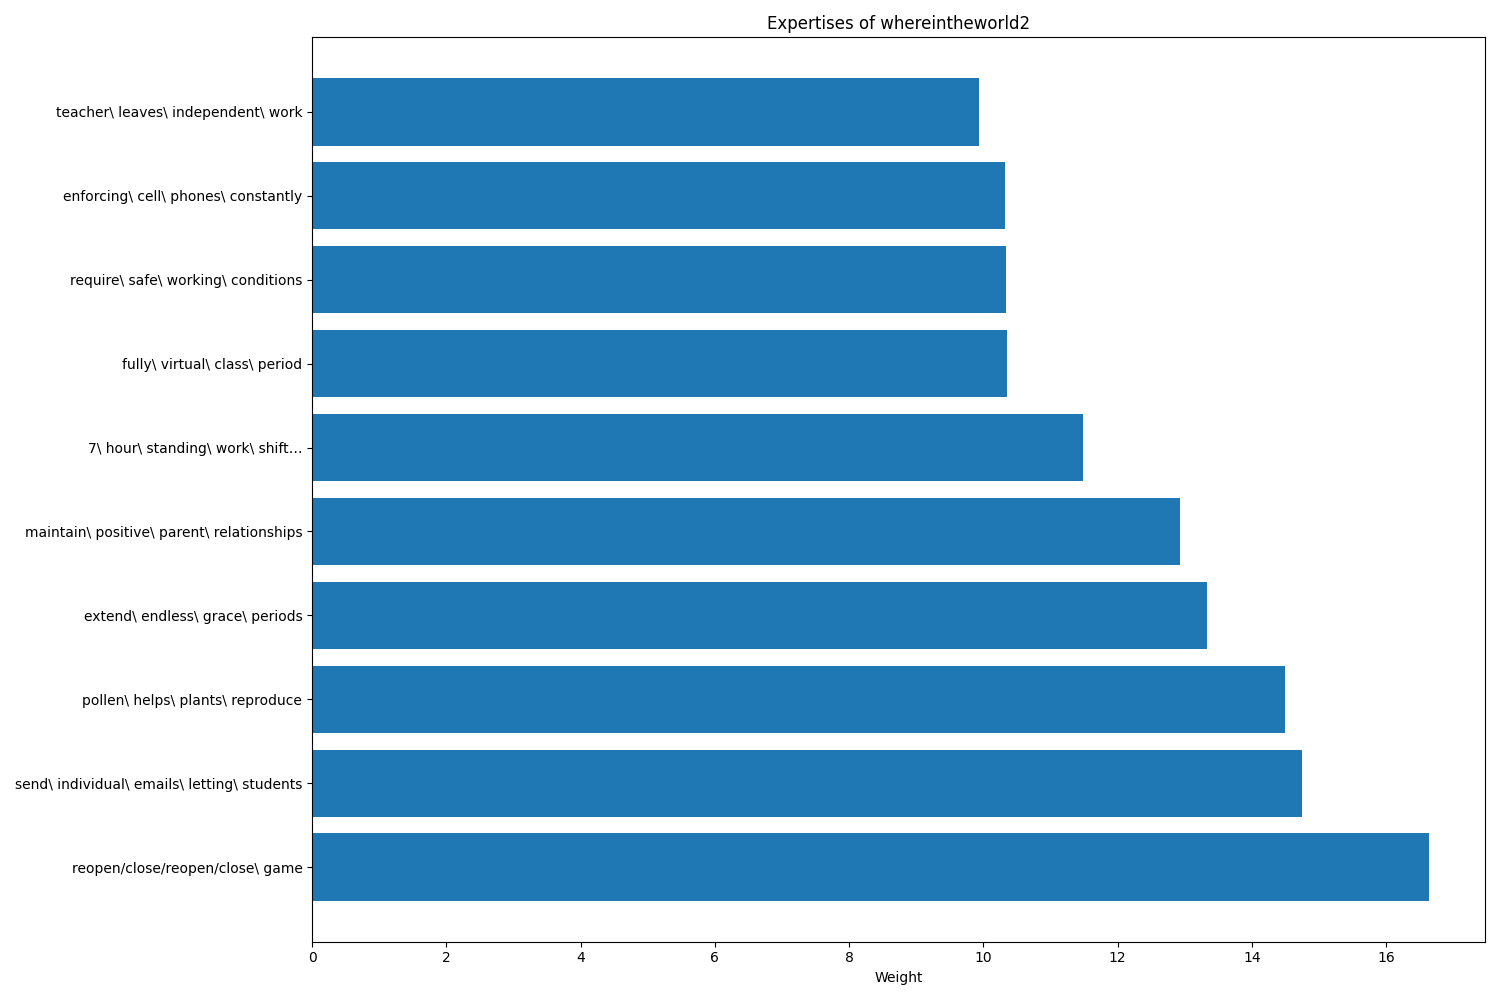 Expertises of whereintheworld2
teacher\ leaves\ independent\ work
enforcing\ cell\ phones\ constantly
require\ safe\ working\ conditions
fully\ virtual\ class\ period
7\ hour\ standing\ work\ shift...
maintain\ positive\ parent\ relationships
extend\ endless\ grace\ periods
pollen\ helps\ plants\ reproduce
send\ individual\ emails\ letting\ students
reopen/close/reopen/close\ game
0 2 4 6 8 10 12 14 16
Weight